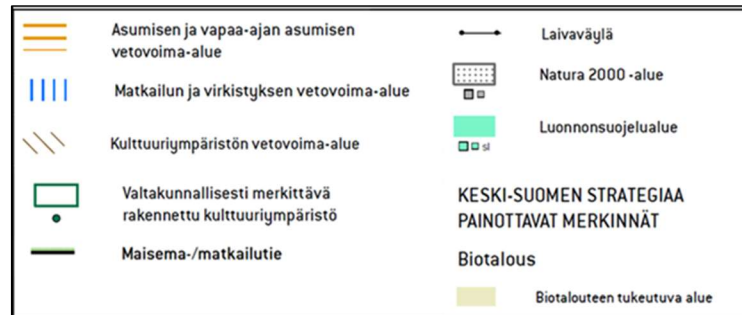 Asumisen ja vapaa-ajan asumisen
vetovoima-alue
Matkailun ja virkistyksen vetovoima-alue
Kulttuuriympäristön vetovoima-alue
Valtakunnallisesti merkittävä
rakennettu kulttuuriympäristö
Maisema-/matkailutie
Laivaväylä
Natura 2000 -alue
Luonnonsuojelualue
sl
KESKI-SUOMEN STRATEGIAA
PAINOTTAVAT MERKINNÄT
Biotalous
Biotalouteen tukeutuva alue